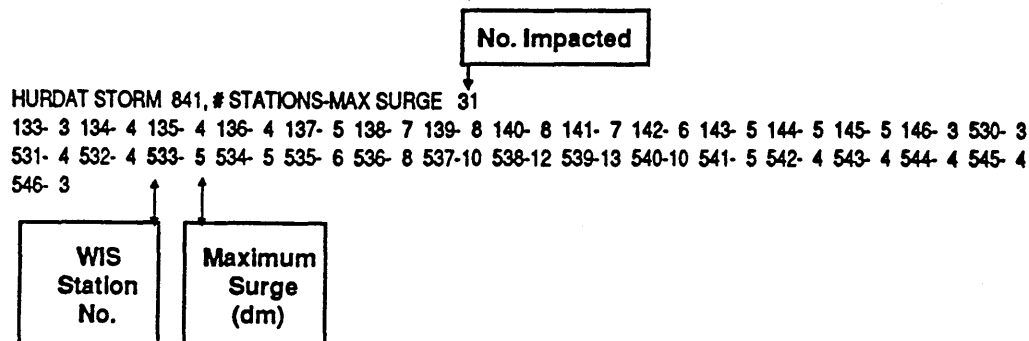 No. Impacted
HURDAT STORM 841, # STATIONS-MAX SURGE 31
133- 3 134- 4 135- 4 136- 4 137- 5 138- 7 139- 8 140- 8 141- 7 142- 6 143- 5 144- 5 145- 5 146- 3 530- 3
531- 4 532- 4 533- 5 534- 5 535- 6 536- 8 537-10 538-12 539-13 540-10 541- 5 542- 4 543- 4 544- 4 545- 4
546- 3
WIS
Station
No.
Maximum
Surge
(dm)